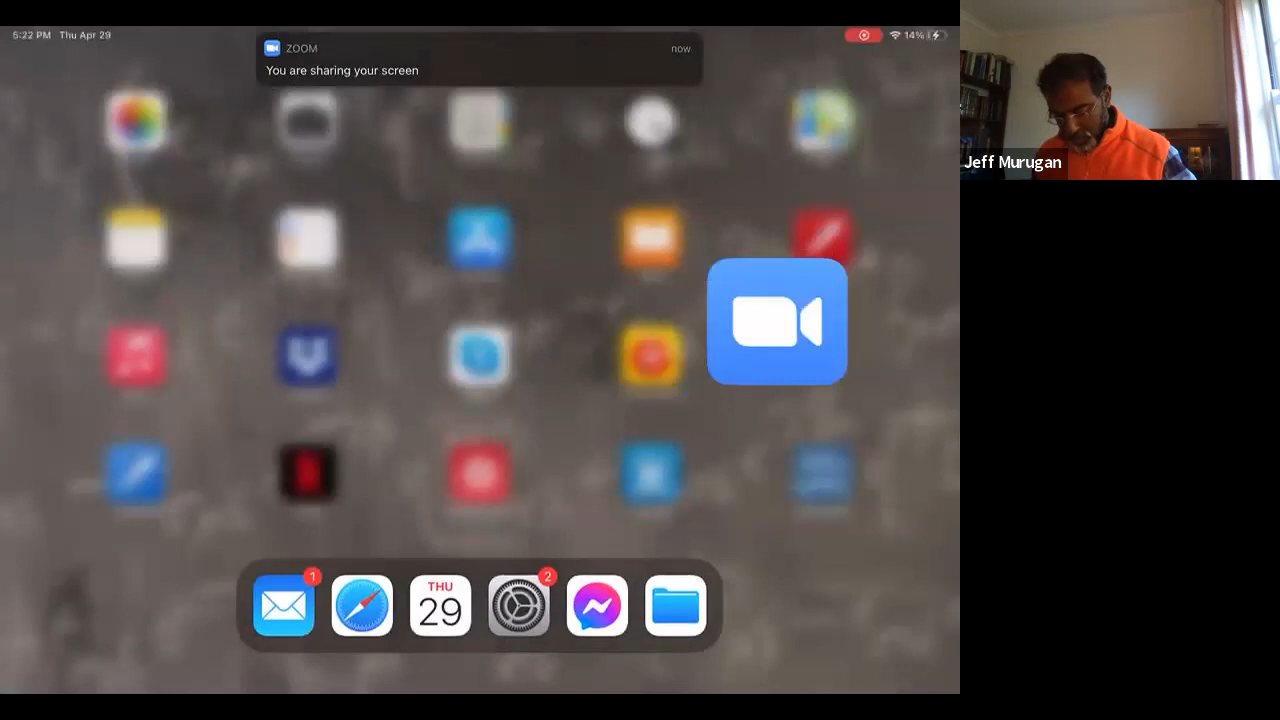 5:22 PM Thu Apr 29
14%
ZOOM
now
You are sharing your screen
Jeff Murugan
1
THU
29
2